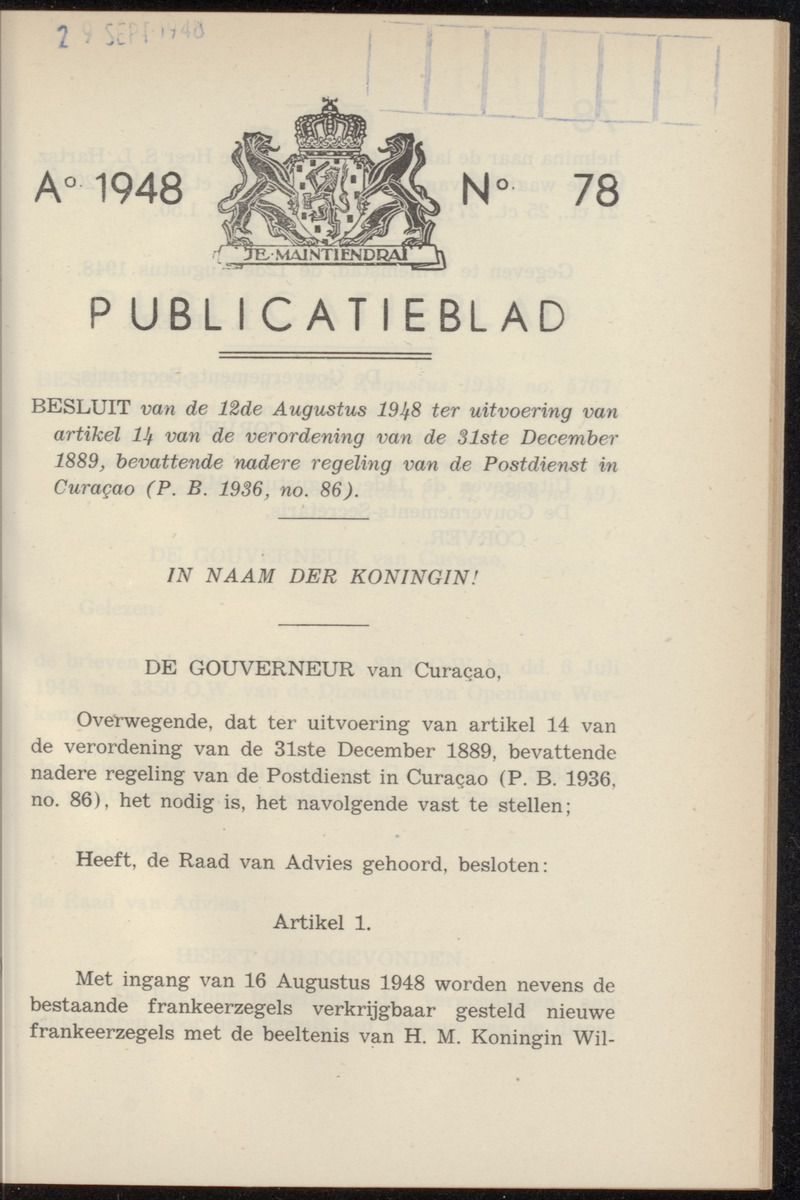 2 9 SEPT 1948
Aº. 1948
JE·MAINTIENDRAI
Nº. 78
PUBLICATIEBLAD
BESLUIT van de 12de Augustus 1948 ter uitvoering van
artikel 14 van de verordening van de 31ste December
1889, bevattende nadere regeling van de Postdienst in
Curaçao (P. B. 1936, no. 86).
IN NAAM DER KONINGIN!
DE GOUVERNEUR van Curaçao,
Overwegende, dat ter uitvoering van artikel 14 van
de verordening van de 31ste December 1889, bevattende
nadere regeling van de Postdienst in Curaçao (P. B. 1936,
no. 86), het nodig is, het navolgende vast te stellen;
Heeft, de Raad van Advies gehoord, besloten:
Artikel 1.
Met ingang van 16 Augustus 1948 worden nevens de
bestaande frankeerzegels verkrijgbaar gesteld nieuwe
frankeerzegels met de beeltenis van H. M. Koningin Wil-